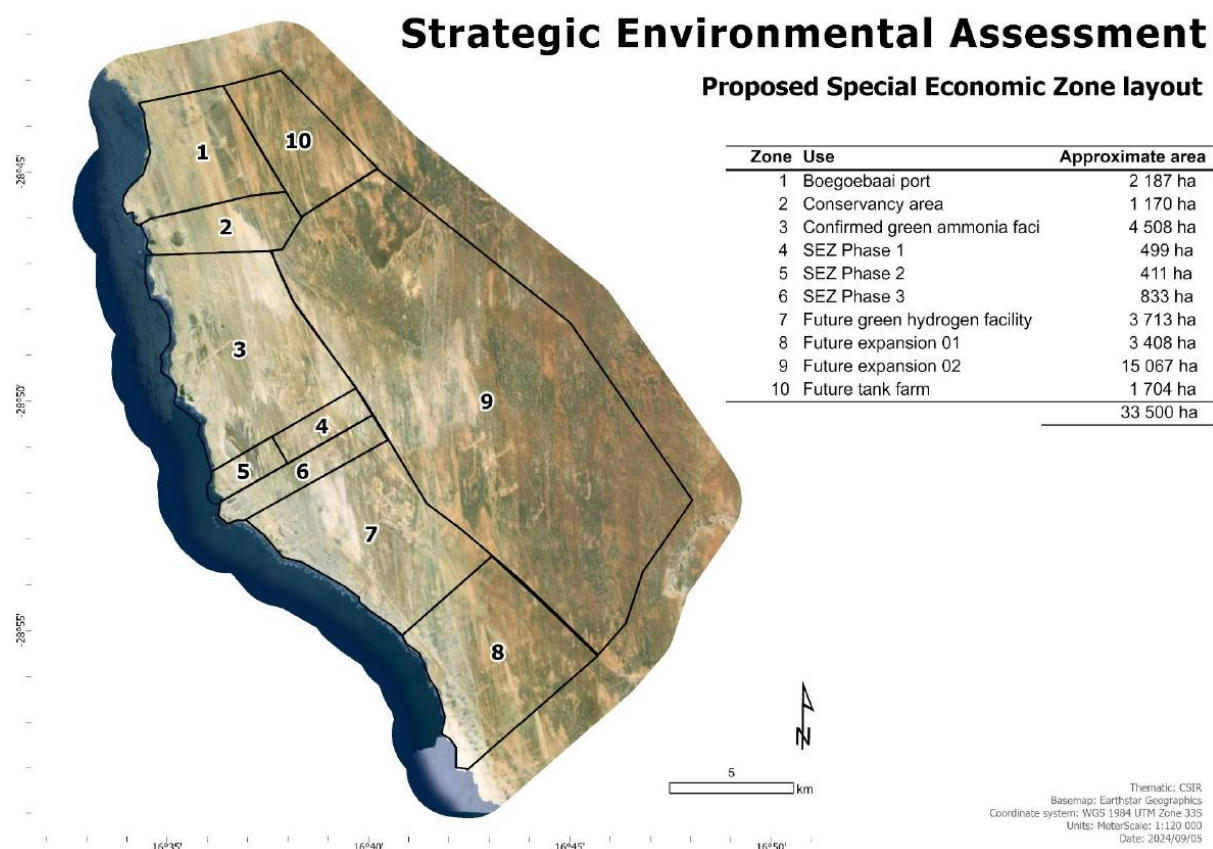 Strategic Environmental Assessment
Proposed Special Economic Zone layout
Zone Use Approximate area
1 Boegoebaai port 2 187 ha
2 Conservancy area 1 170 ha
3 Confirmed green ammonia faci 4 508 ha
4 SEZ Phase 1 499 ha
5 SEZ Phase 2 411 ha
6 SEZ Phase 3 833 ha
7 Future green hydrogen facility 3 713 ha
8 Future expansion 01 3 408 ha
9 Future expansion 02 15 067 ha
10 Future tank farm 1 704 ha
33 500 ha
1
10
2
3
9
4
5
6
7
8
-28°45'
-28°50'
-28°55'
16°35'
16°40'
16°45'
16°50'
N
5
km
Thematic: CSIR
Basemap: Earthstar Geographics
Coordinate system: WGS 1984 UTM Zone 33S
Units: MeterScale: 1:120 000
Date: 2024/09/05